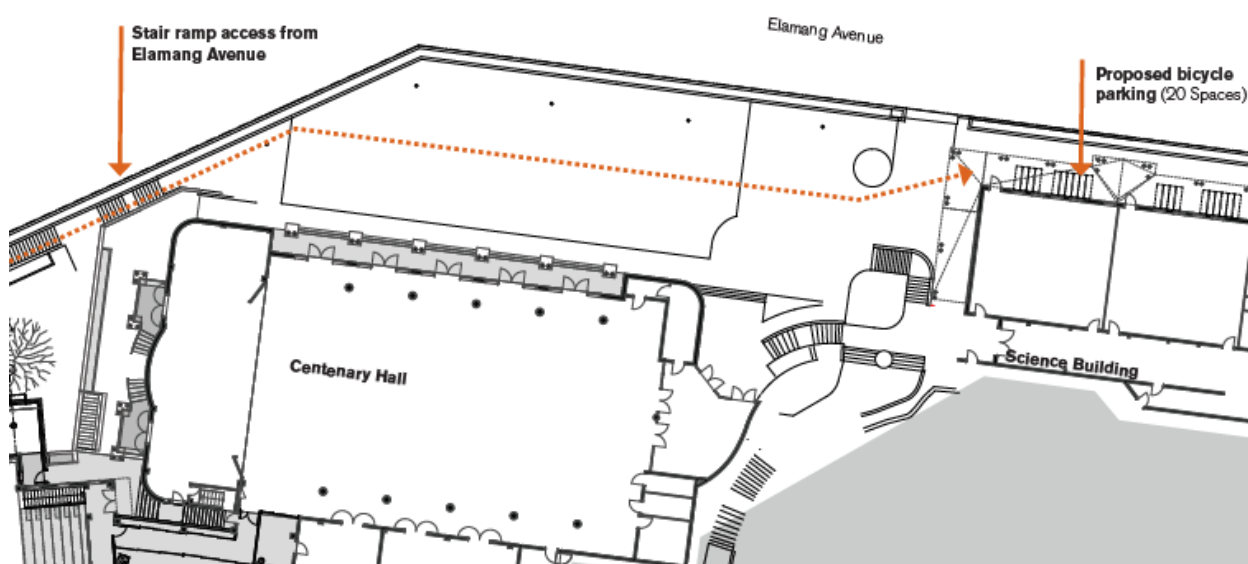 Stair ramp access from
Elamang Avenue
Elamang Avenue
Proposed bicycle
parking (20 Spaces)
Centenary Hall
Science Building